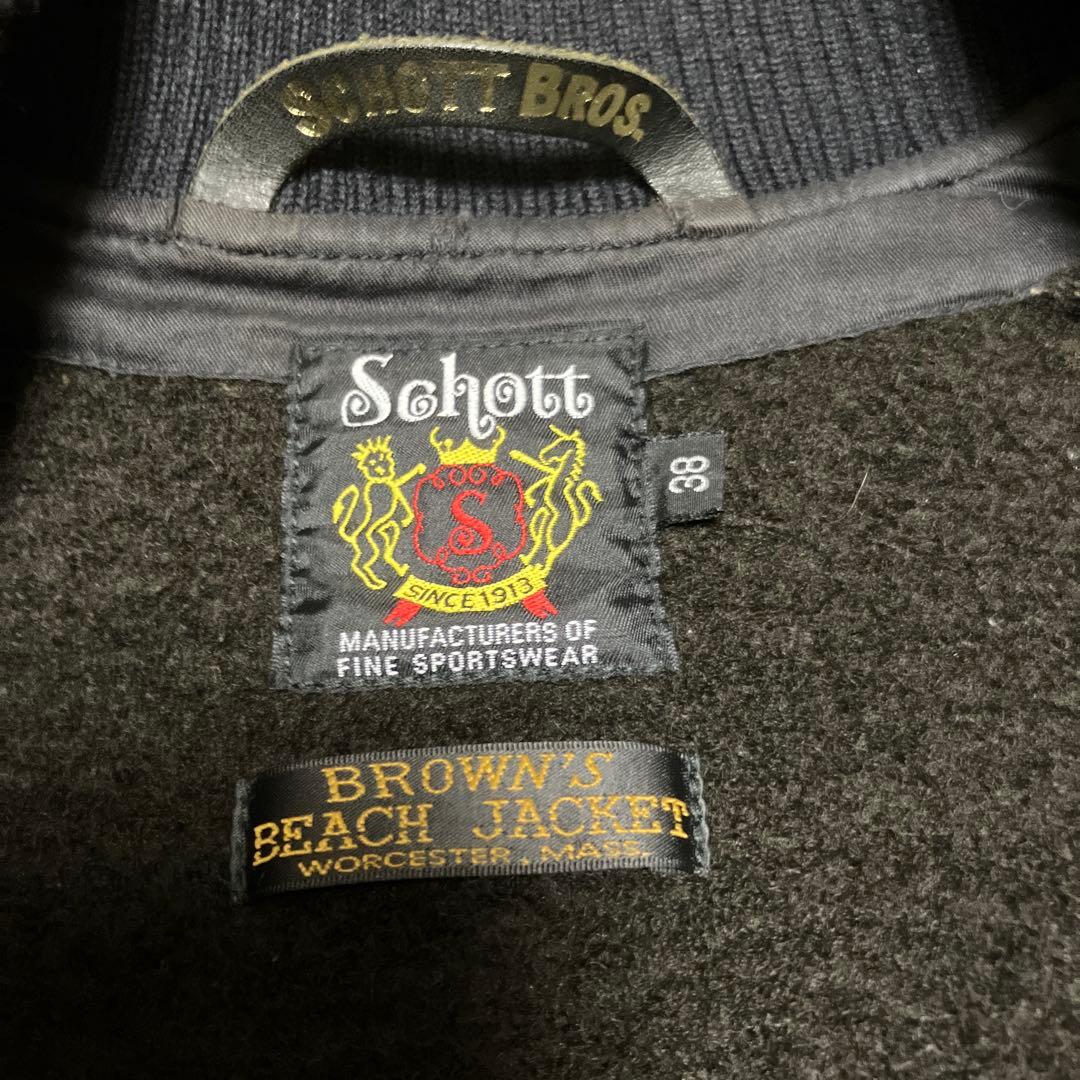 SCHOTT BROS.
Schott
S
SINCE 1913
MANUFACTURERS OF
FINE SPORTSWEAR
38
BROWN'S
BEACH JACKET
WORCESTER, MASS.